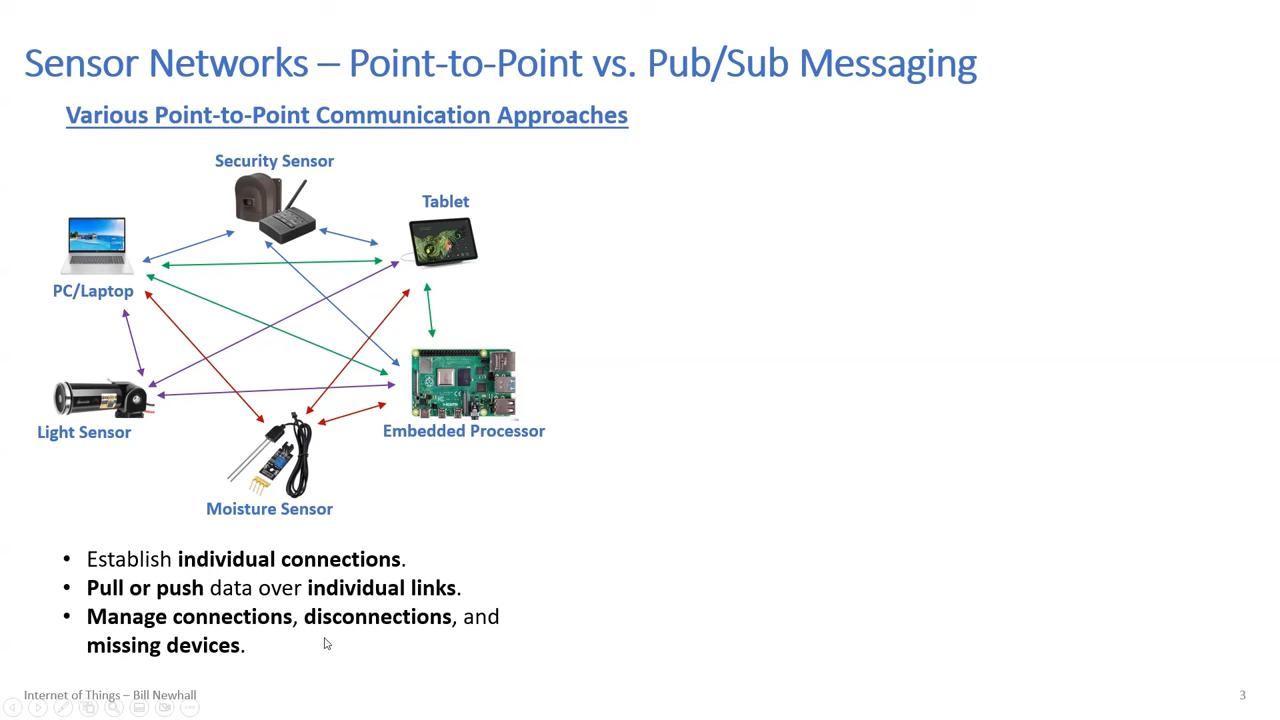 Sensor Networks – Point-to-Point vs. Pub/Sub Messaging
Various Point-to-Point Communication Approaches
Security Sensor
Tablet
PC/Laptop
Light Sensor
Embedded Processor
Moisture Sensor
• Establish individual connections.
• Pull or push data over individual links.
• Manage connections, disconnections, and
missing devices.
Internet of Things – Bill Newhall
3